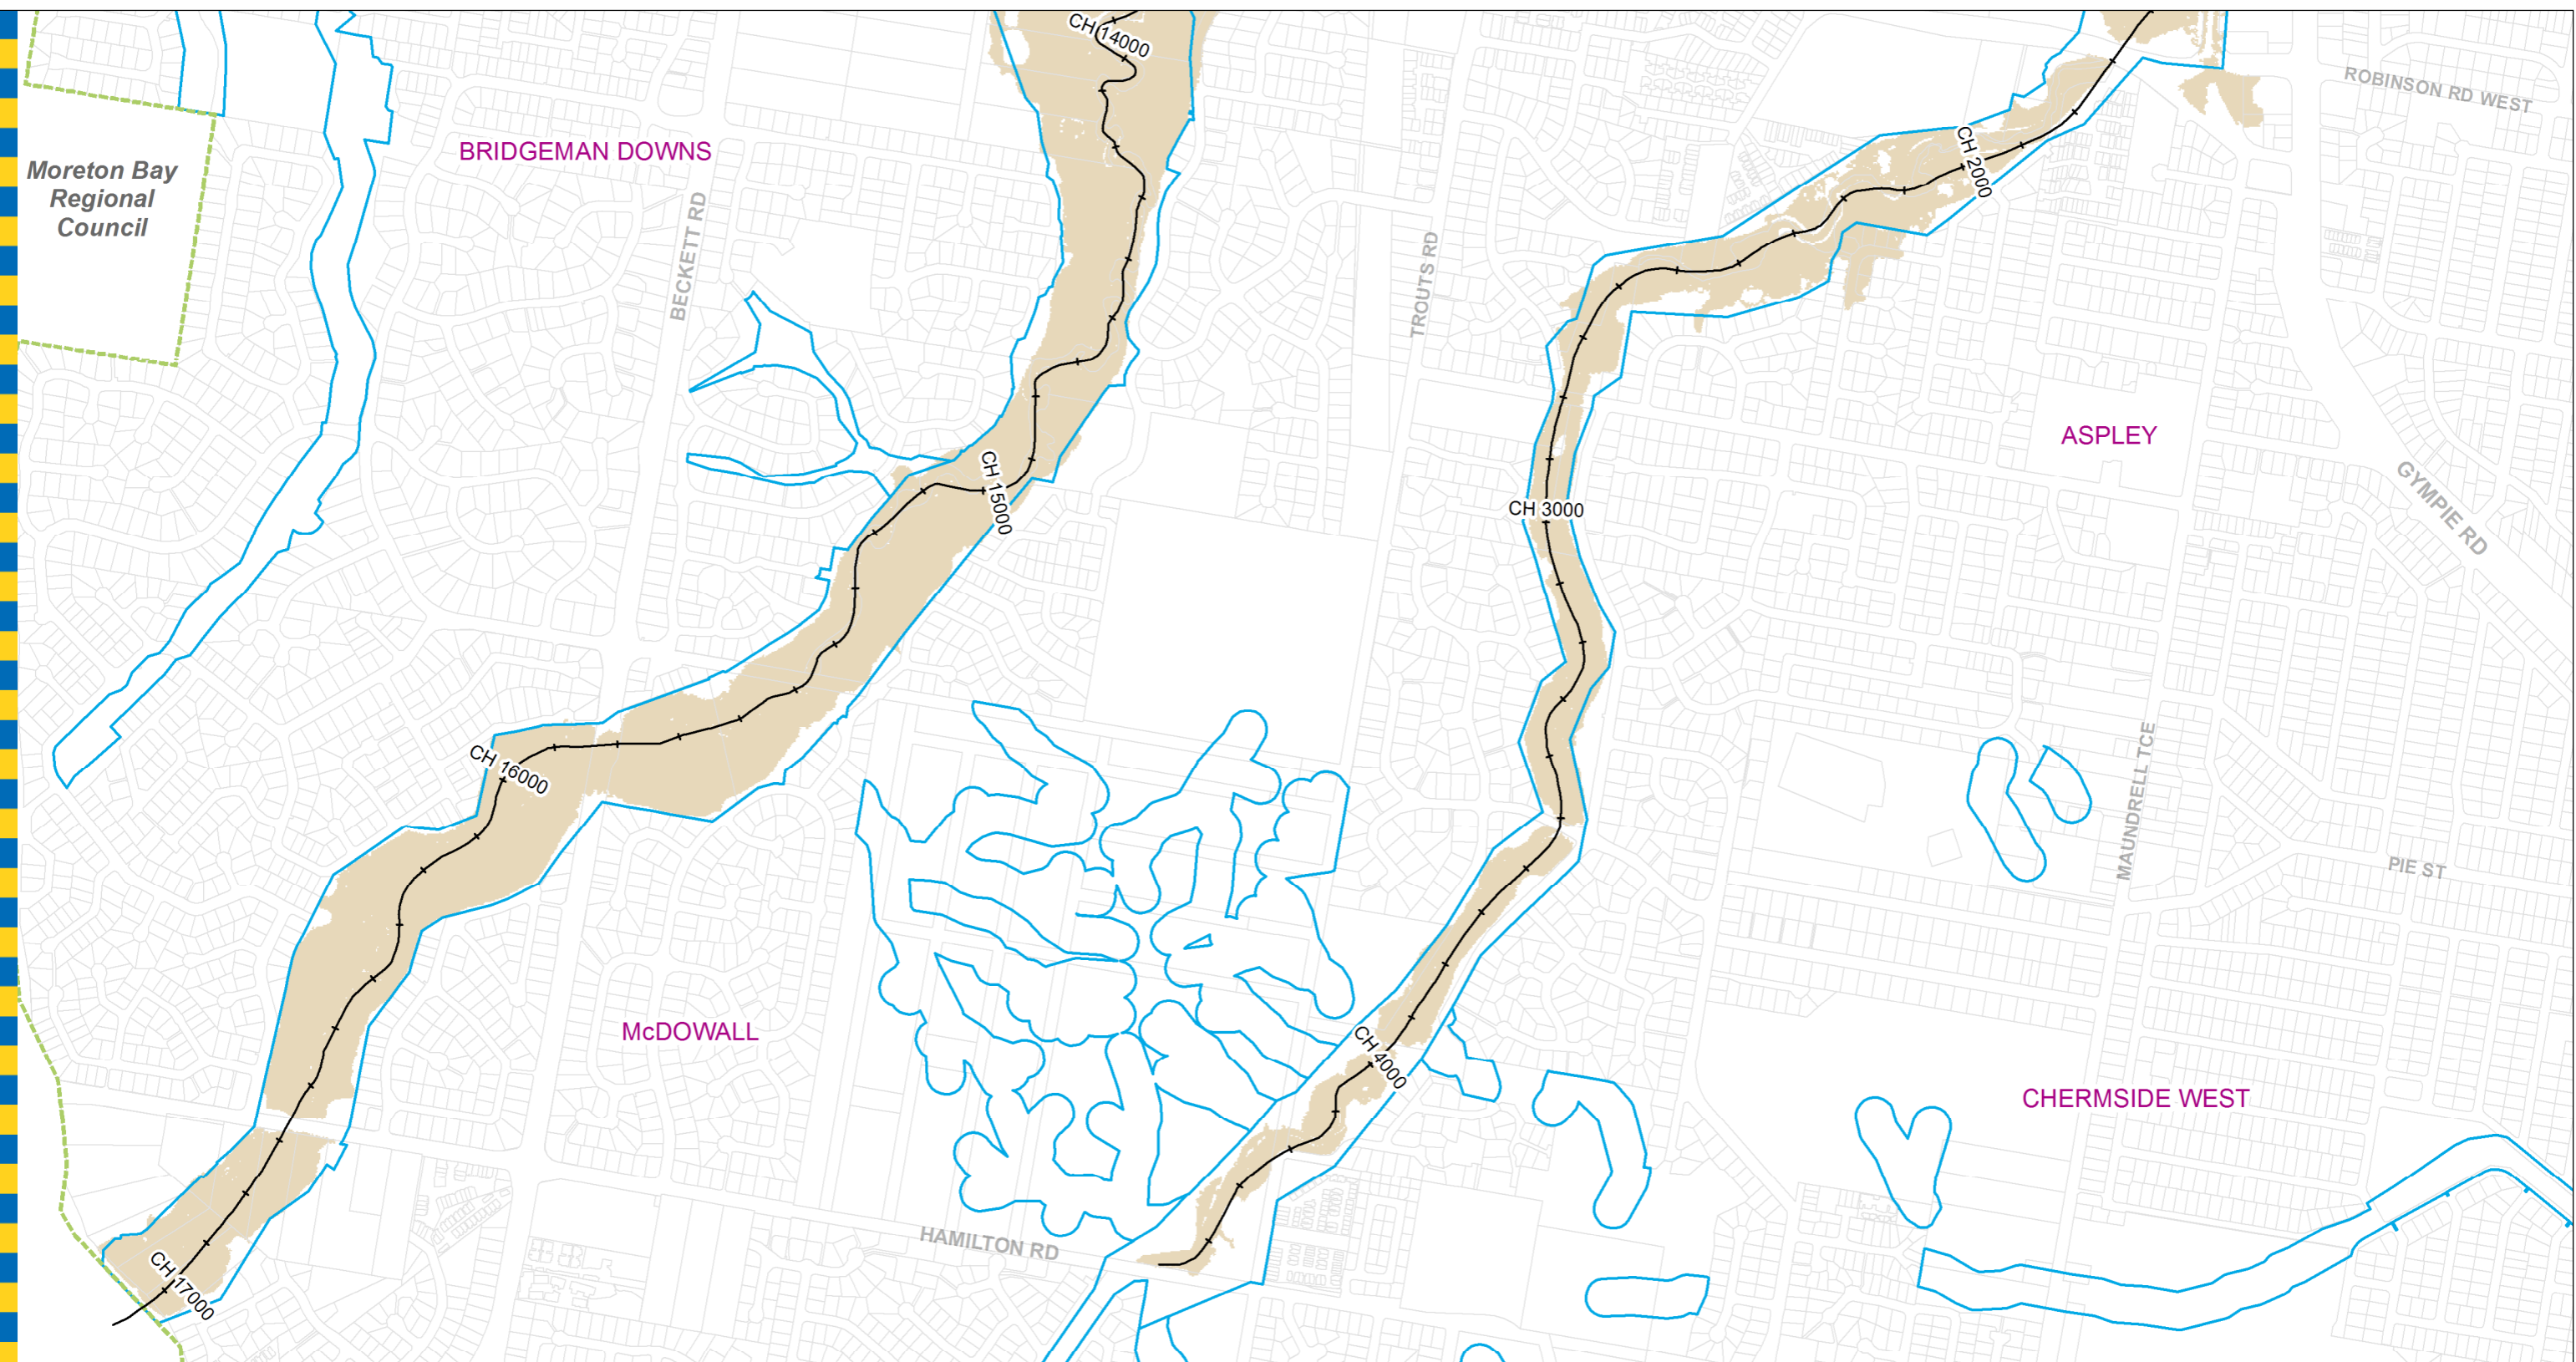 CH 14000
ROBINSON RD WEST
BRIDGEMAN DOWNS
Moreton Bay
Regional
Council
CH 2000
BECKETT RD
TROUTS RD
ASPLEY
CH 15000
GYMPIE RD
CH 3000
CH 16000
MAUNDRELL TCE
PIE ST
McDOWALL
CH 4000
CHERMSIDE WEST
HAMILTON RD
CH 17000